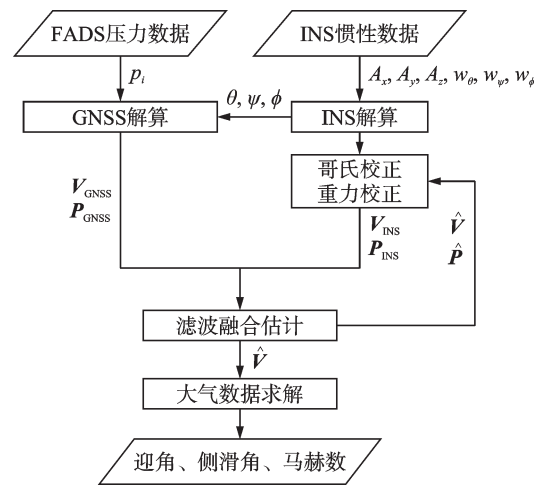 FADS压力数据
INS惯性数据
p_i
A_x, A_y, A_z, w_θ, w_ψ, w_ϕ
θ, ψ, ϕ
GNSS解算
INS解算
哥氏校正
重力校正
V_GNSS
P_GNSS
V_INS
P_INS
V̂
P̂
滤波融合估计
V̂
大气数据求解
迎角、侧滑角、马赫数